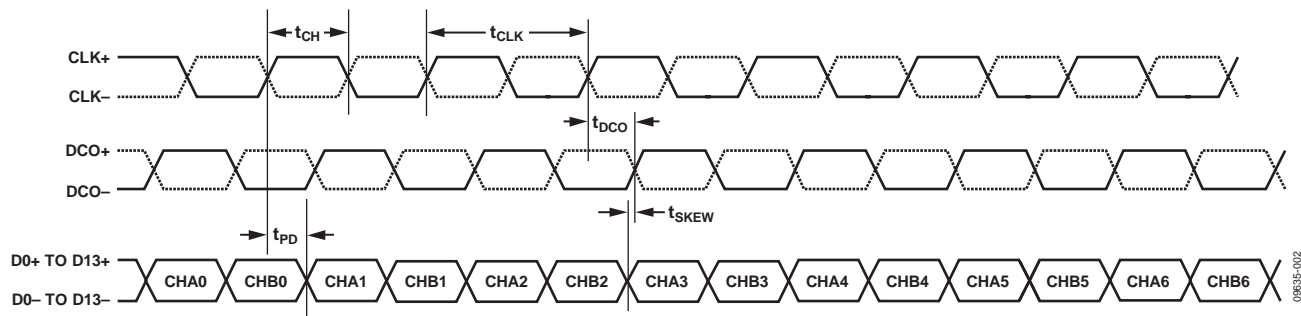 tCH
tCLK
CLK+
CLK–
tDCO
DCO+
DCO–
tSKEW
tPD
D0+ TO D13+
CHA0 CHB0 CHA1 CHB1 CHA2 CHB2 CHA3 CHB3 CHA4 CHB4 CHA5 CHB5 CHA6 CHB6
D0– TO D13–
09635-002